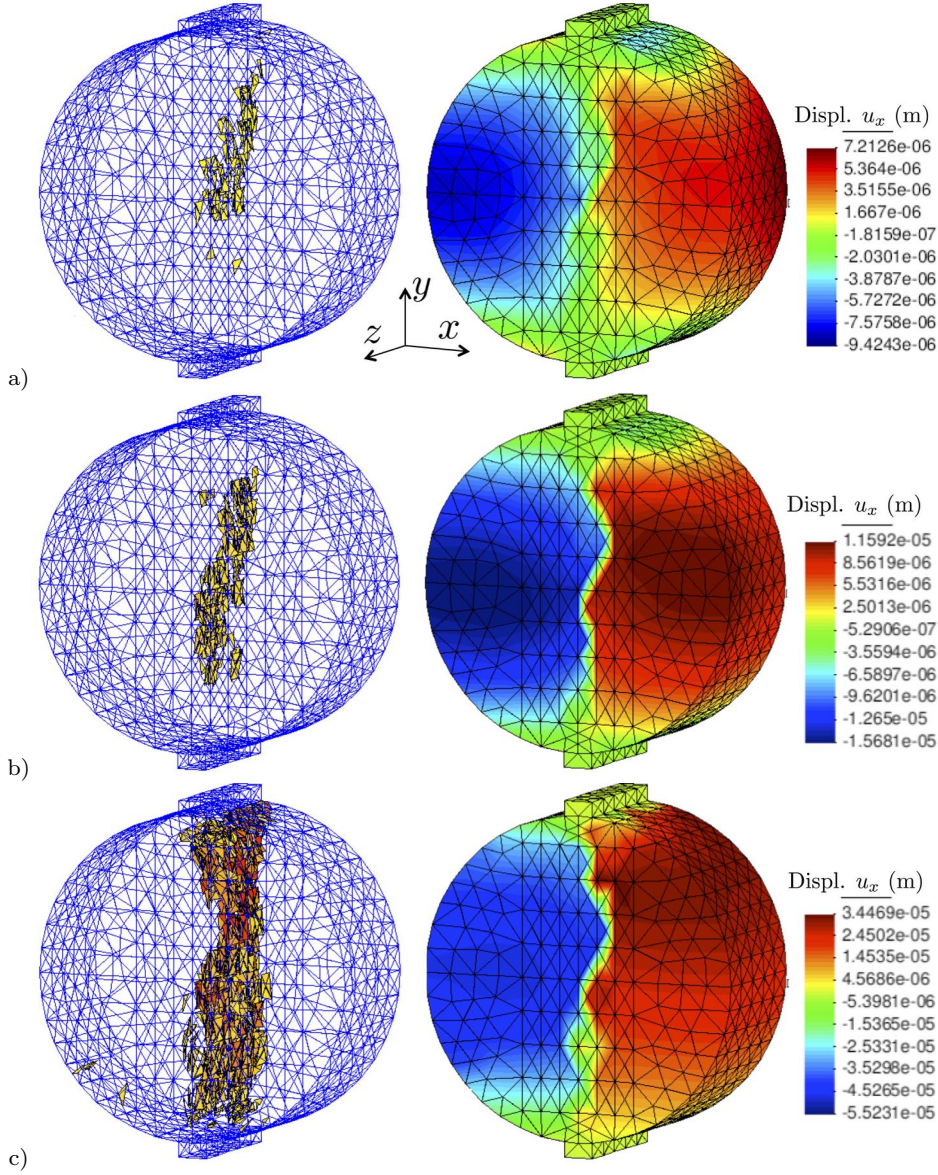 Displ. u_x (m)
7.2126e-06
5.364e-06
3.5155e-06
1.667e-06
-1.8159e-07
-2.0301e-06
-3.8787e-06
-5.7272e-06
-7.5758e-06
-9.4243e-06
y
z
x
a)
Displ. u_x (m)
1.1592e-05
8.5619e-06
5.5316e-06
2.5013e-06
-5.2906e-07
-3.5594e-06
-6.5897e-06
-9.6201e-06
-1.265e-05
-1.5681e-05
b)
Displ. u_x (m)
3.4469e-05
2.4502e-05
1.4535e-05
4.5686e-06
-5.3981e-06
-1.5365e-05
-2.5331e-05
-3.5298e-05
-4.5265e-05
-5.5231e-05
c)